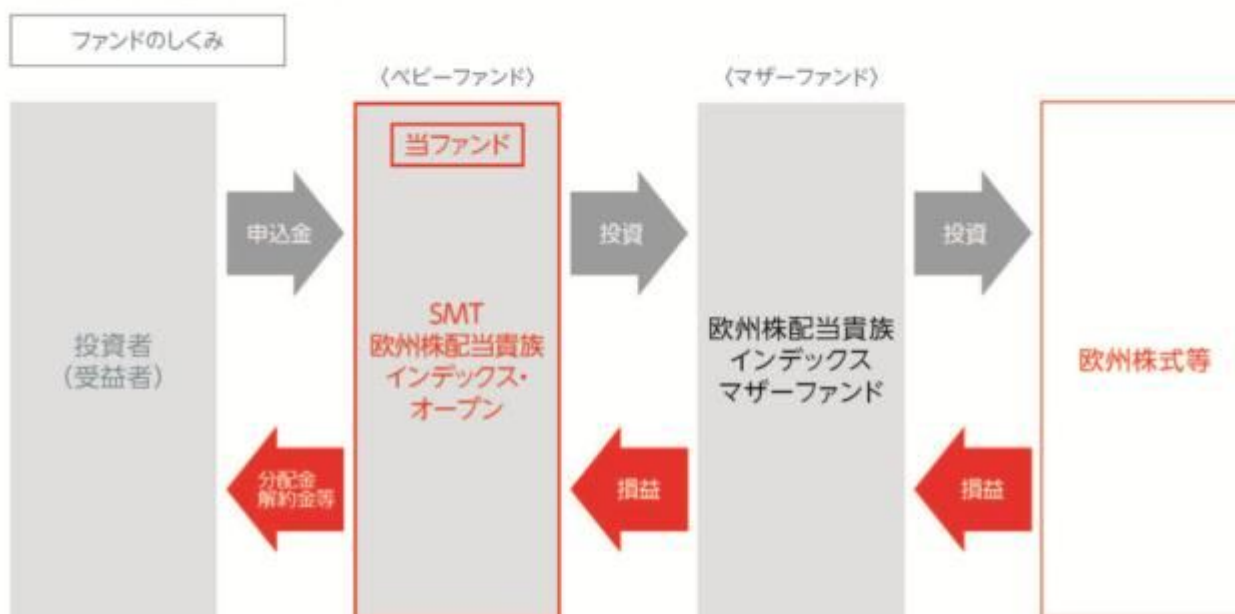 ファンドのしくみ
〈ベビーファンド〉
〈マザーファンド〉
当ファンド
申込金
投資
投資
投資者
(受益者)
SMT
欧州株配当貴族
インデックス・
オープン
欧州株配当貴族
インデックス
マザーファンド
欧州株式等
分配金
解約金等
損益
損益